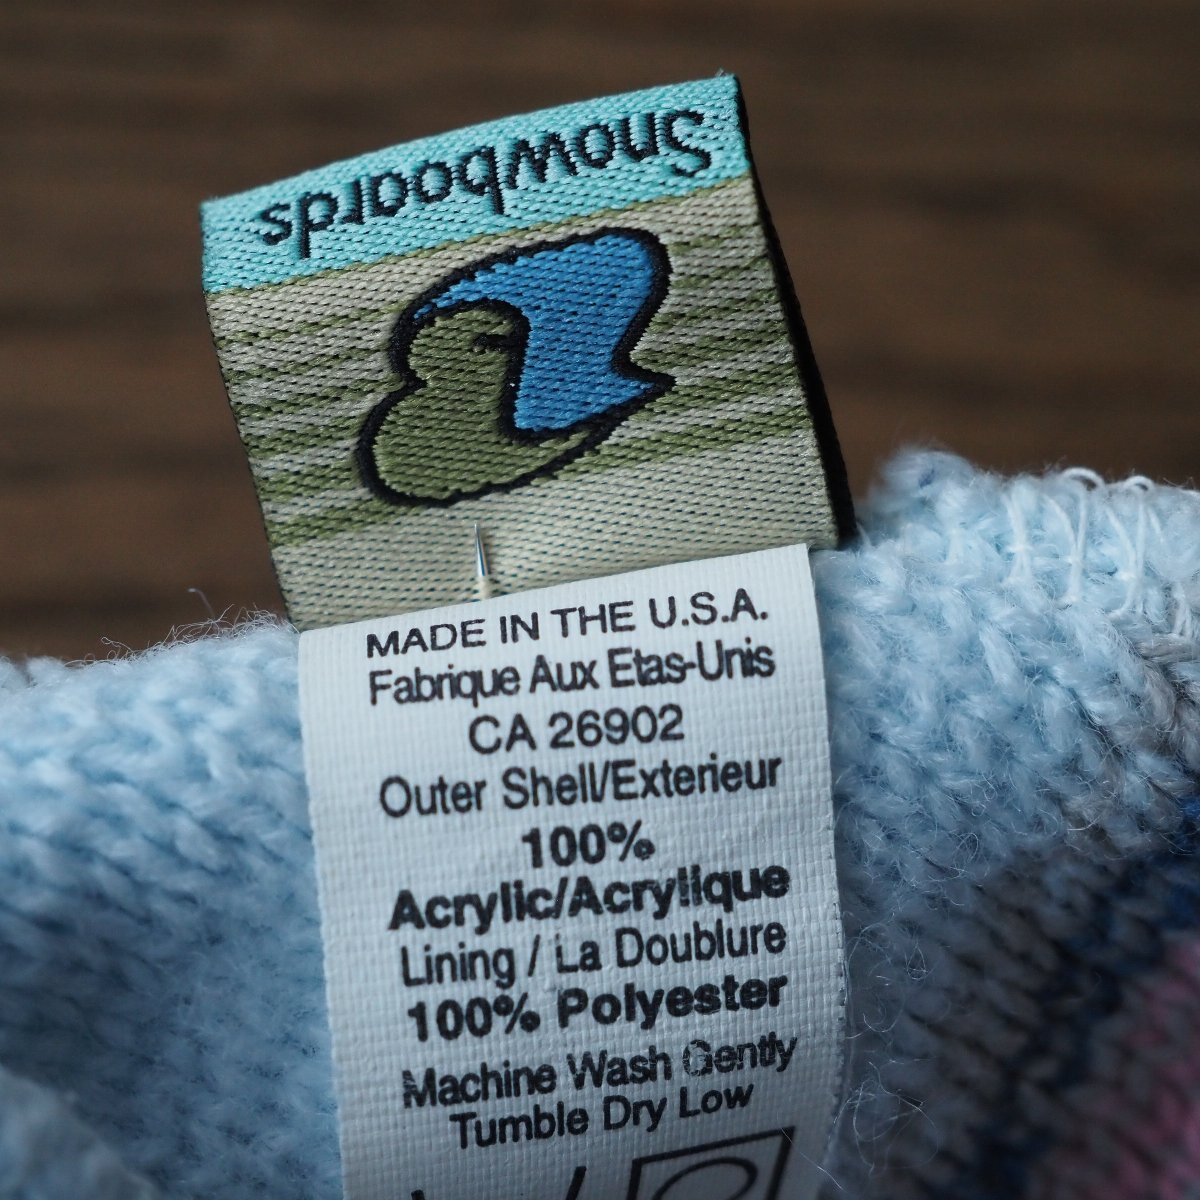 Snowboards
MADE IN THE U.S.A.
Fabrique Aux Etas-Unis
CA 26902
Outer Shell/Exterieur
100%
Acrylic/Acrylique
Lining / La Doublure
100% Polyester
Machine Wash Gently
Tumble Dry Low